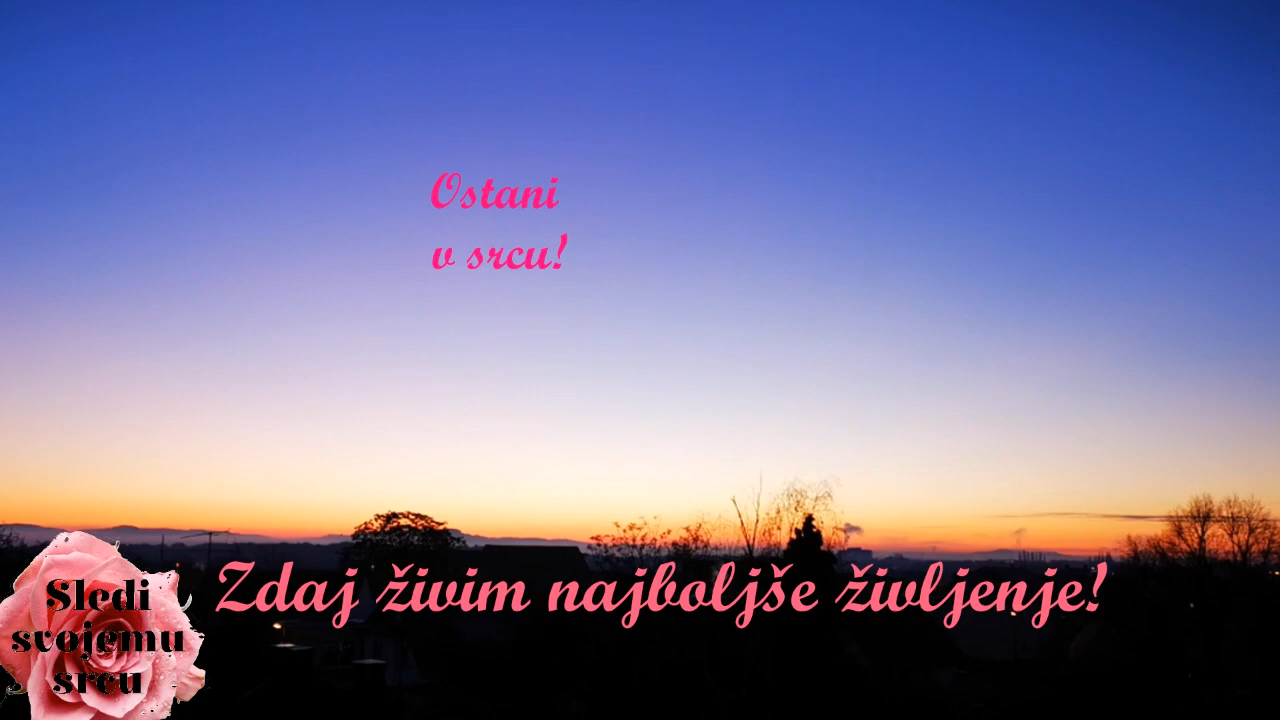 Ostani
v srcu!
Zdaj živim najboljše življenje!
Sledi
svojemu
srcu